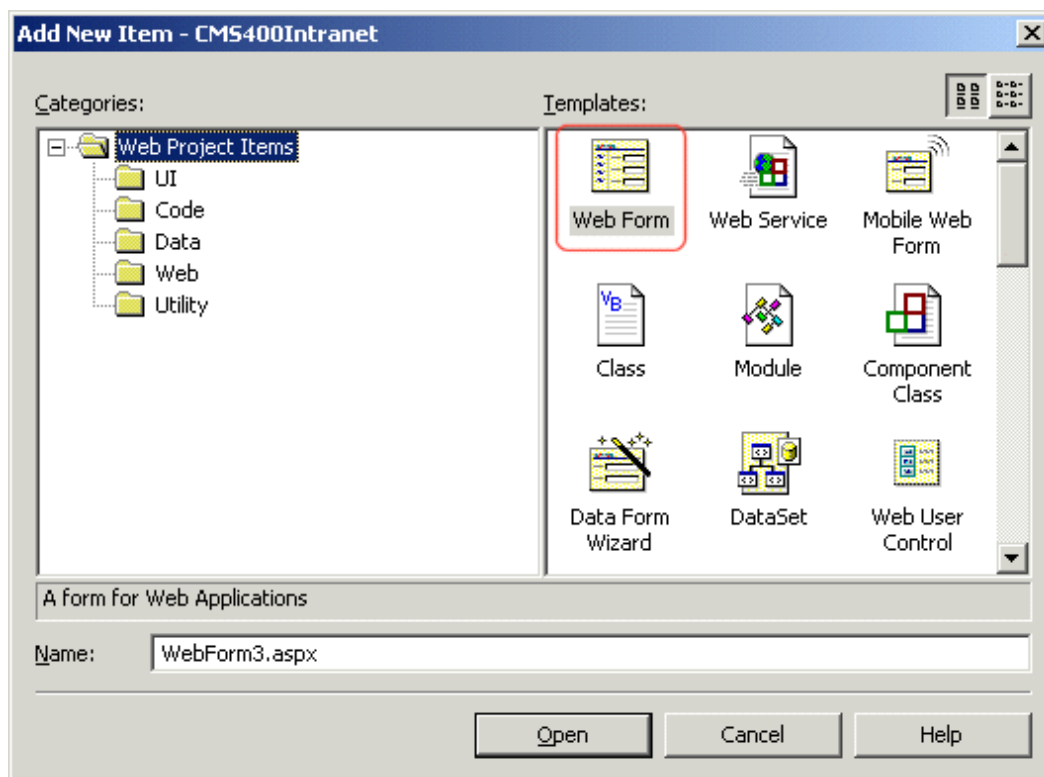 Add New Item - CMS400Intranet
Categories:
Templates:
Web Project Items
UI
Code
Data
Web
Utility
Web Form
Web Service
Mobile Web
Form
Class
Module
Component
Class
Data Form
Wizard
DataSet
Web User
Control
A form for Web Applications
Name:
WebForm3.aspx
Open
Cancel
Help